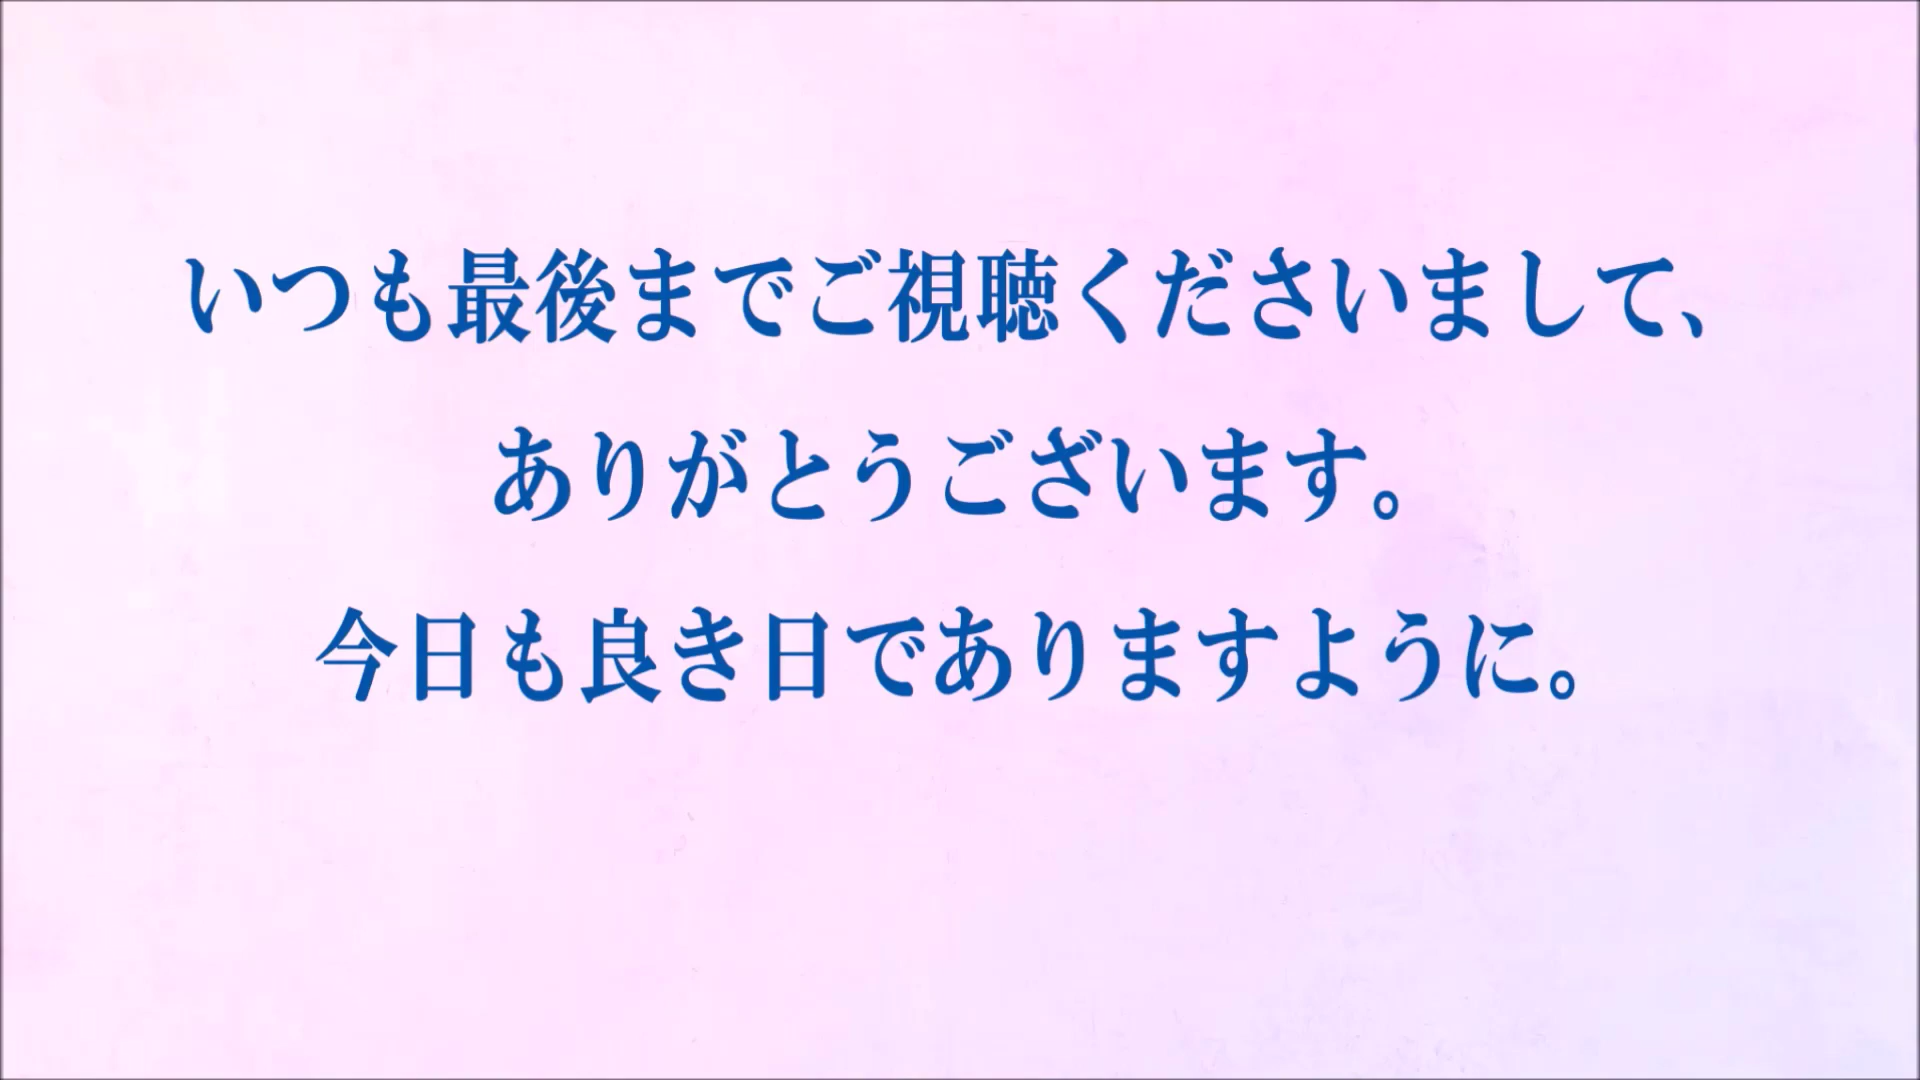 いつも最後までご視聴くださいまして、
ありがとうございます。
今日も良き日でありますように。